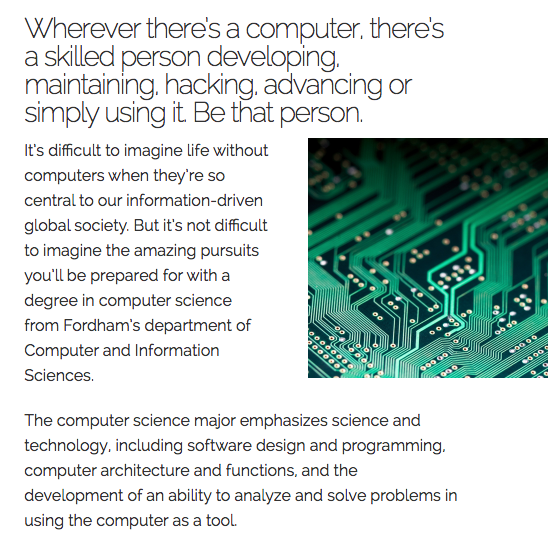 Wherever there's a computer, there's
a skilled person developing,
maintaining, hacking, advancing or
simply using it. Be that person.
It's difficult to imagine life without
computers when they're so
central to our information-driven
global society. But it's not difficult
to imagine the amazing pursuits
you'll be prepared for with a
degree in computer science
from Fordham's department of
Computer and Information
Sciences.
The computer science major emphasizes science and
technology, including software design and programming,
computer architecture and functions, and the
development of an ability to analyze and solve problems in
using the computer as a tool.